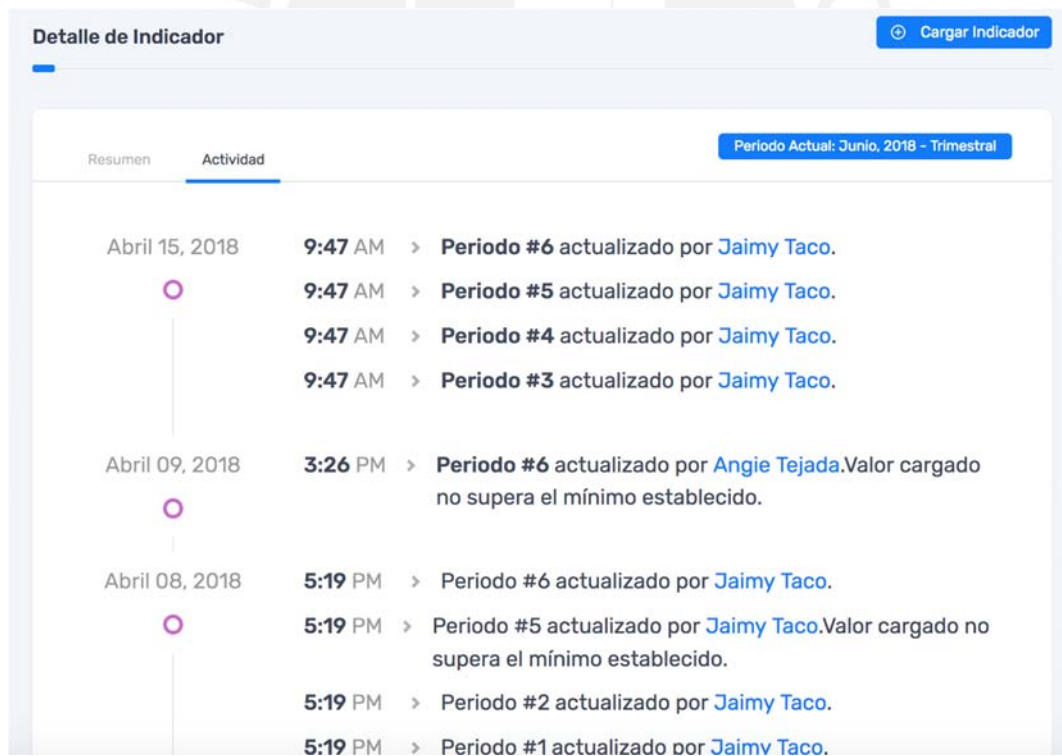 Detalle de Indicador
Cargar Indicador
Resumen
Actividad
Periodo Actual: Junio, 2018 - Trimestral
Abril 15, 2018
9:47 AM > Periodo #6 actualizado por Jaimy Taco.
9:47 AM > Periodo #5 actualizado por Jaimy Taco.
9:47 AM > Periodo #4 actualizado por Jaimy Taco.
9:47 AM > Periodo #3 actualizado por Jaimy Taco.
Abril 09, 2018
3:26 PM > Periodo #6 actualizado por Angie Tejada.Valor cargado
no supera el mínimo establecido.
Abril 08, 2018
5:19 PM > Periodo #6 actualizado por Jaimy Taco.
5:19 PM > Periodo #5 actualizado por Jaimy Taco.Valor cargado no
supera el mínimo establecido.
5:19 PM > Periodo #2 actualizado por Jaimy Taco.
5:19 PM > Periodo #1 actualizado por Jaimy Taco.